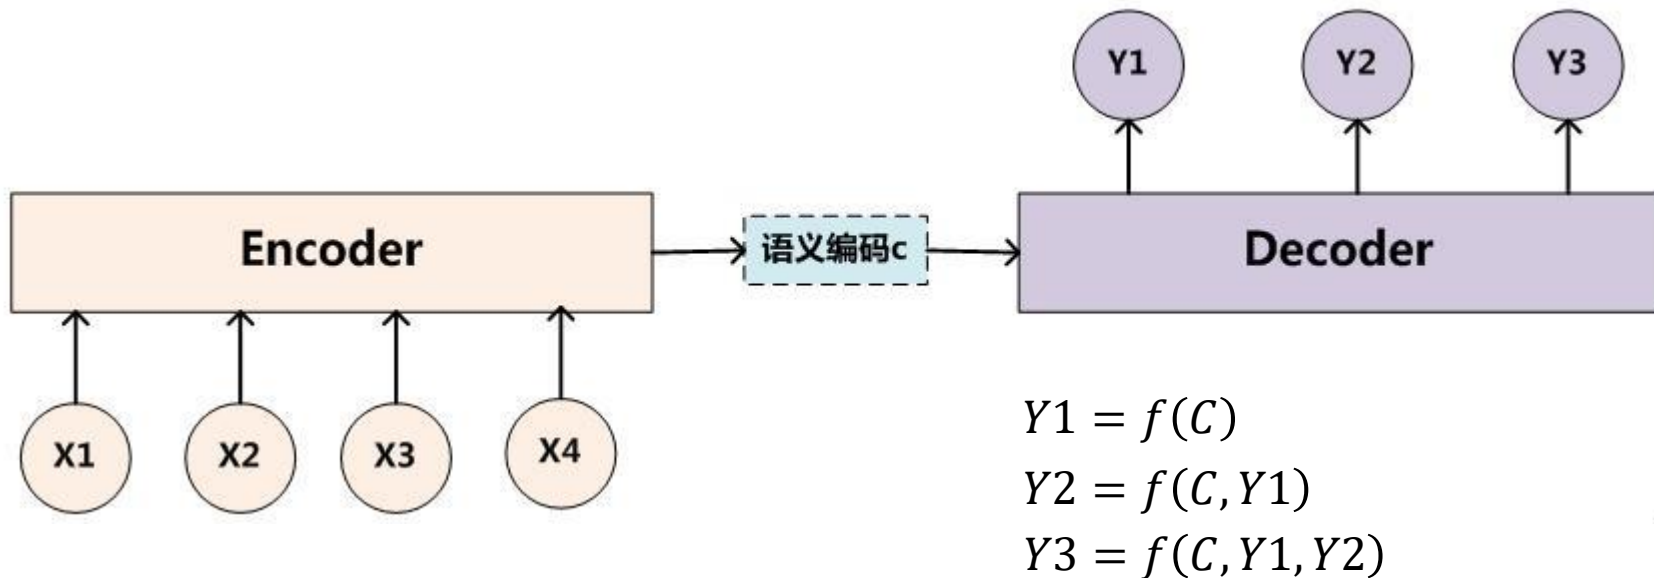 Y1 Y2 Y3
Encoder 语义编码c Decoder
X1 X2 X3 X4
Y1 = f(C)
Y2 = f(C, Y1)
Y3 = f(C, Y1, Y2)